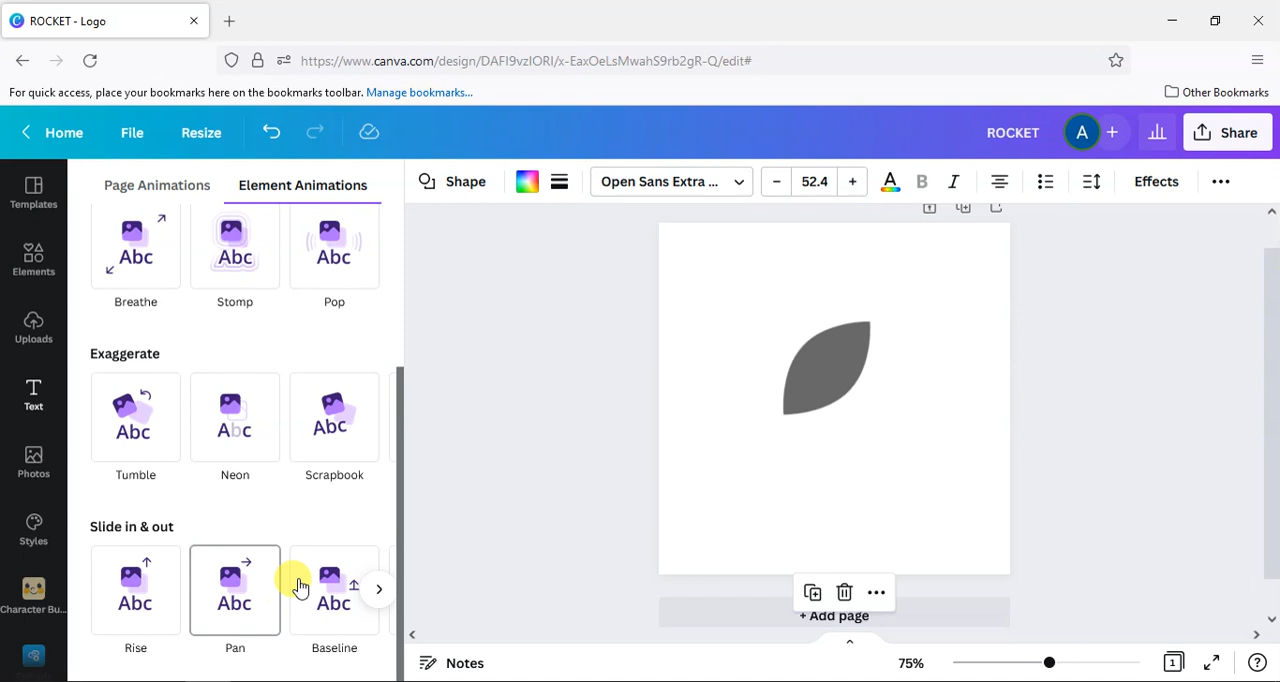 ROCKET - Logo
https://www.canva.com/design/DAFI9vzIORI/x-EaxOeLsMwahS9rb2gR-Q/edit#
For quick access, place your bookmarks here on the bookmarks toolbar. Manage bookmarks...
Other Bookmarks
Home File Resize ROCKET A + Share
Templates
Elements
Uploads
Text
Photos
Styles
Character Bu...
Page Animations Element Animations
Abc Abc Abc
Breathe Stomp Pop
Exaggerate
Abc Abc Abc
Tumble Neon Scrapbook
Slide in & out
Abc Abc Abc
Rise Pan Baseline
Shape Open Sans Extra ... - 52.4 + A B I Effects
+ Add page
Notes 75% 1 ?